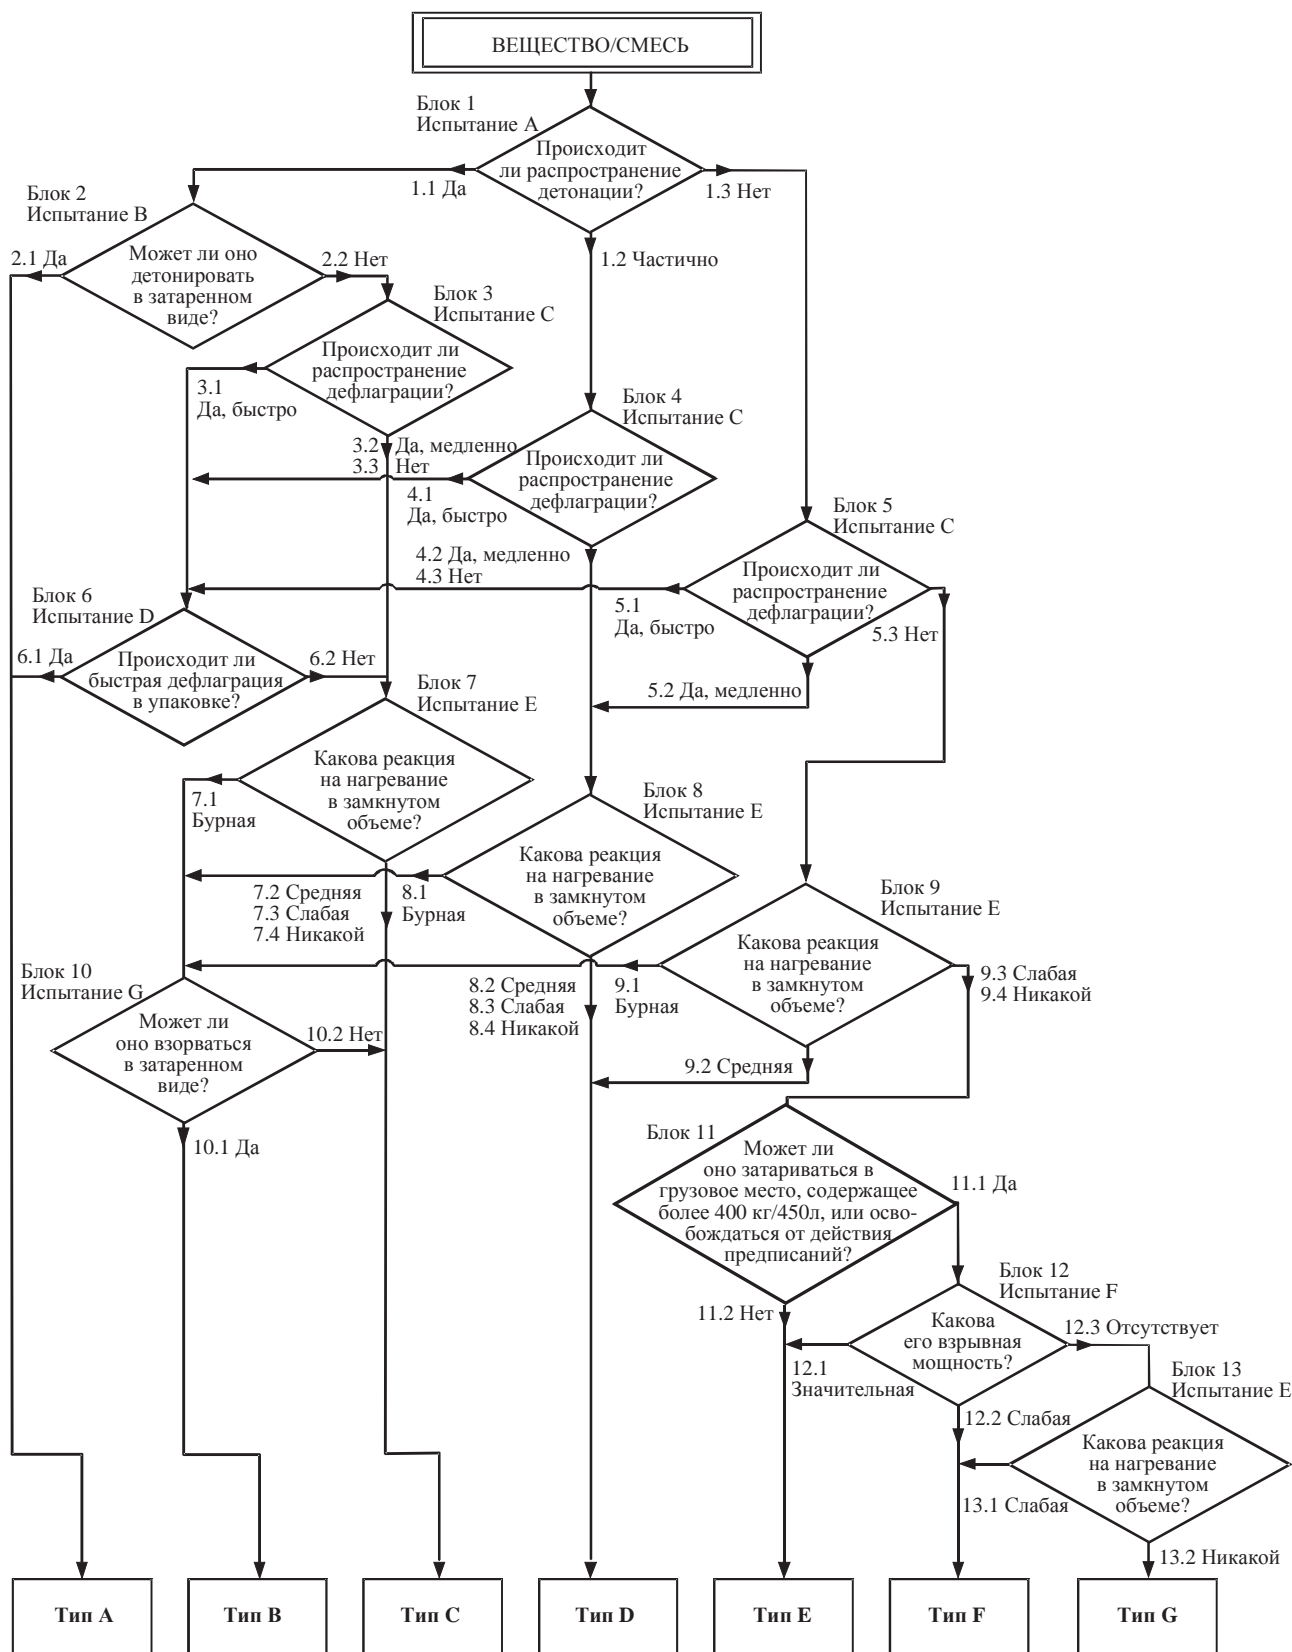 ВЕЩЕСТВО/СМЕСЬ
Блок 1
Испытание A
Происходит
ли распространение
детонации?
1.1 Да
1.3 Нет
1.2 Частично
Блок 2
Испытание B
2.1 Да
Может ли оно
детонировать
в затаренном
виде?
2.2 Нет
Блок 3
Испытание C
Происходит ли
распространение
дефлаграции?
3.1
Да, быстро
3.2 Да, медленно
3.3 Нет
Блок 4
Испытание C
Происходит ли
распространение
дефлаграции?
4.1
Да, быстро
4.2 Да, медленно
4.3 Нет
Блок 5
Испытание C
Происходит ли
распространение
дефлаграции?
5.1
Да, быстро
5.3 Нет
5.2 Да, медленно
Блок 6
Испытание D
6.1 Да
Происходит ли
быстрая дефлаграция
в упаковке?
6.2 Нет
Блок 7
Испытание E
Какова реакция
на нагревание
в замкнутом
объеме?
7.1
Бурная
7.2 Средняя
7.3 Слабая
7.4 Никакой
Блок 8
Испытание E
Какова реакция
на нагревание
в замкнутом
объеме?
8.1
Бурная
8.2 Средняя
8.3 Слабая
8.4 Никакой
Блок 9
Испытание E
Какова реакция
на нагревание
в замкнутом
объеме?
9.1
Бурная
9.3 Слабая
9.4 Никакой
9.2 Средняя
Блок 10
Испытание G
Может ли
оно взорваться
в затаренном
виде?
10.2 Нет
10.1 Да
Блок 11
Может ли
оно затариваться в
грузовое место, содержащее
более 400 кг/450л, или осво-
бождаться от действия
предписаний?
11.1 Да
11.2 Нет
Блок 12
Испытание F
Какова
его взрывная
мощность?
12.3 Отсутствует
12.1
Значительная
12.2 Слабая
Блок 13
Испытание E
Какова реакция
на нагревание
в замкнутом
объеме?
13.1 Слабая
13.2 Никакой
Тип A
Тип B
Тип C
Тип D
Тип E
Тип F
Тип G